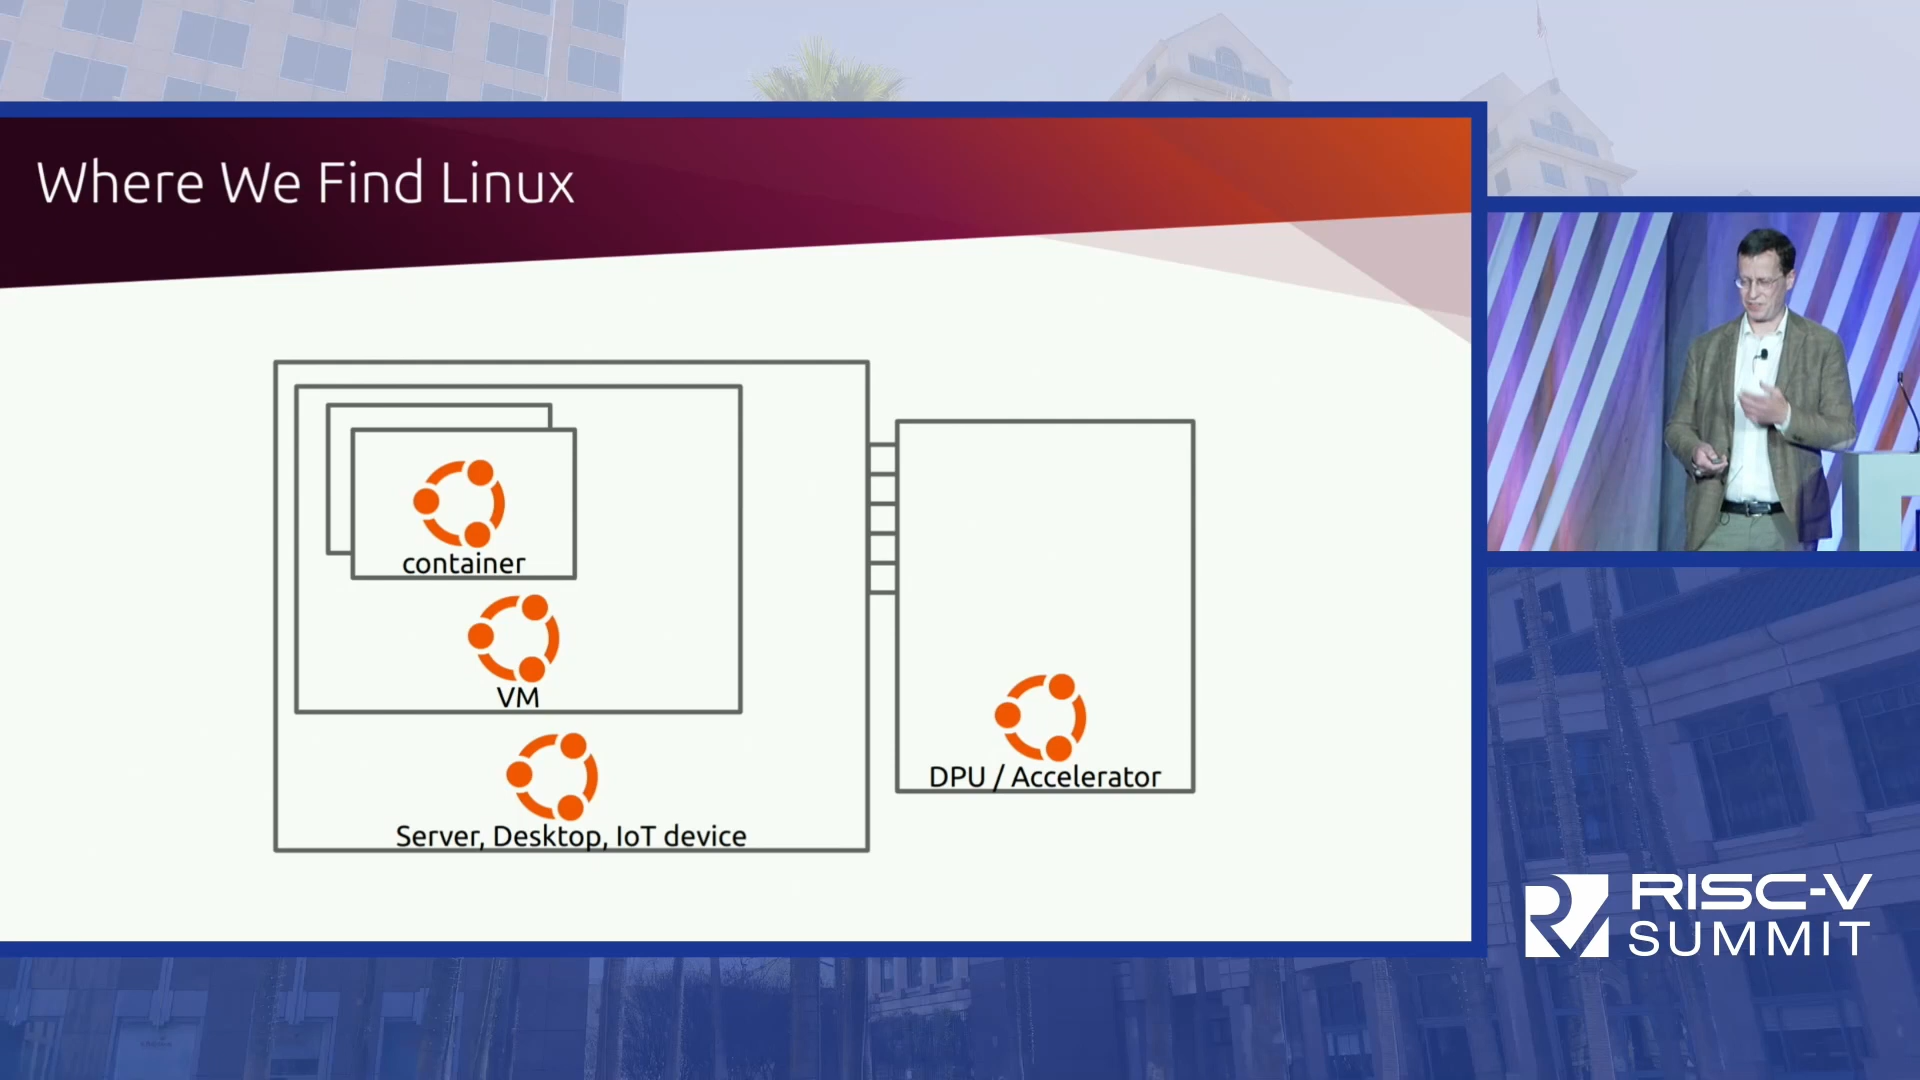 Where We Find Linux
container
VM
Server, Desktop, IoT device
DPU / Accelerator
RISC-V
SUMMIT